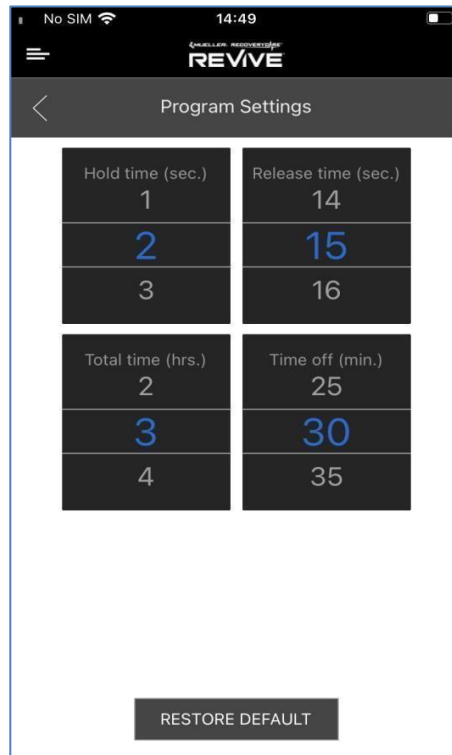 No SIM 14:49
MUELLER RECOVERYCARE
REVIVE
Program Settings
Hold time (sec.) Release time (sec.)
1 14
2 15
3 16
Total time (hrs.) Time off (min.)
2 25
3 30
4 35
RESTORE DEFAULT